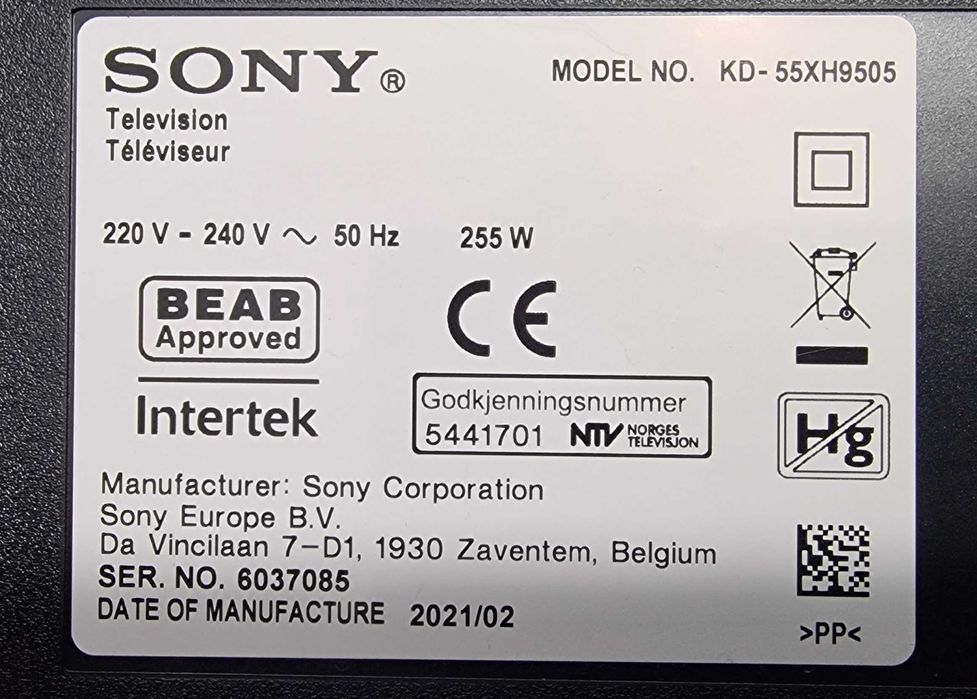 SONY®
MODEL NO. KD-55XH9505
Television
Téléviseur
220 V - 240 V ~ 50 Hz 255 W
BEAB
Approved
CE
Intertek
Godkjenningsnummer
5441701 NTV NORGES
TELEVISJON
Hg
Manufacturer: Sony Corporation
Sony Europe B.V.
Da Vincilaan 7-D1, 1930 Zaventem, Belgium
SER. NO. 6037085
DATE OF MANUFACTURE 2021/02
>PP<